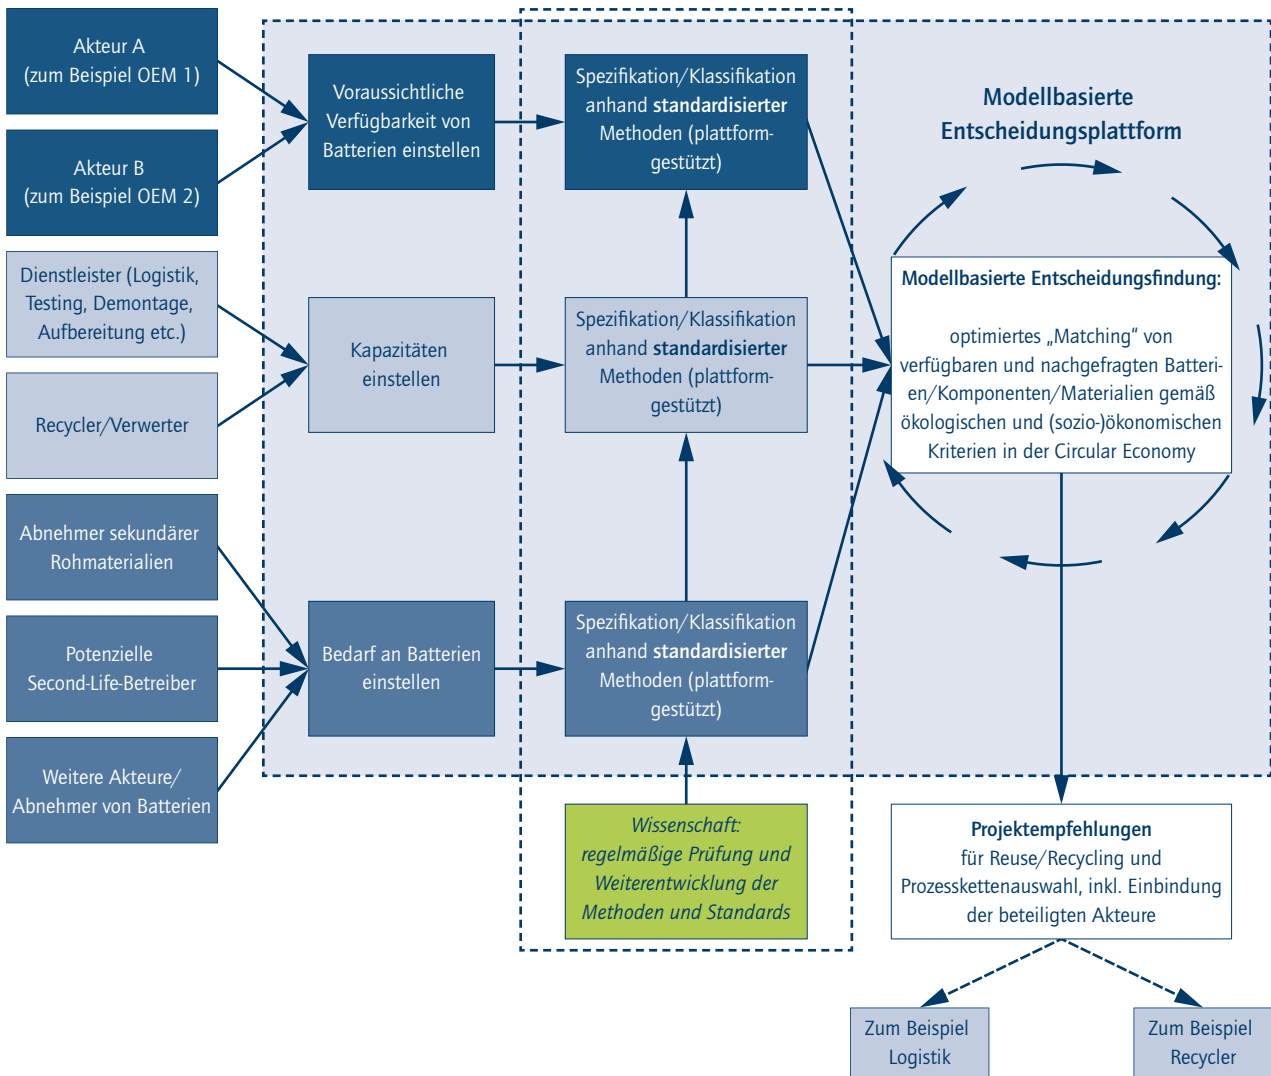 Akteur A
(zum Beispiel OEM 1)
Akteur B
(zum Beispiel OEM 2)
Dienstleister (Logistik,
Testing, Demontage,
Aufbereitung etc.)
Recycler/Verwerter
Abnehmer sekundärer
Rohmaterialien
Potenzielle
Second-Life-Betreiber
Weitere Akteure/
Abnehmer von Batterien
Voraussichtliche
Verfügbarkeit von
Batterien einstellen
Kapazitäten
einstellen
Bedarf an Batterien
einstellen
Spezifikation/Klassifikation
anhand standardisierter
Methoden (plattform-
gestützt)
Spezifikation/Klassifikation
anhand standardisierter
Methoden (plattform-
gestützt)
Spezifikation/Klassifikation
anhand standardisierter
Methoden (plattform-
gestützt)
Wissenschaft:
regelmäßige Prüfung und
Weiterentwicklung der
Methoden und Standards
Modellbasierte
Entscheidungsplattform
Modellbasierte Entscheidungsfindung:
optimiertes „Matching“ von
verfügbaren und nachgefragten Batteri-
en/Komponenten/Materialien gemäß
ökologischen und (sozio-)ökonomischen
Kriterien in der Circular Economy
Projektempfehlungen
für Reuse/Recycling und
Prozesskettenauswahl, inkl. Einbindung
der beteiligten Akteure
Zum Beispiel
Logistik
Zum Beispiel
Recycler